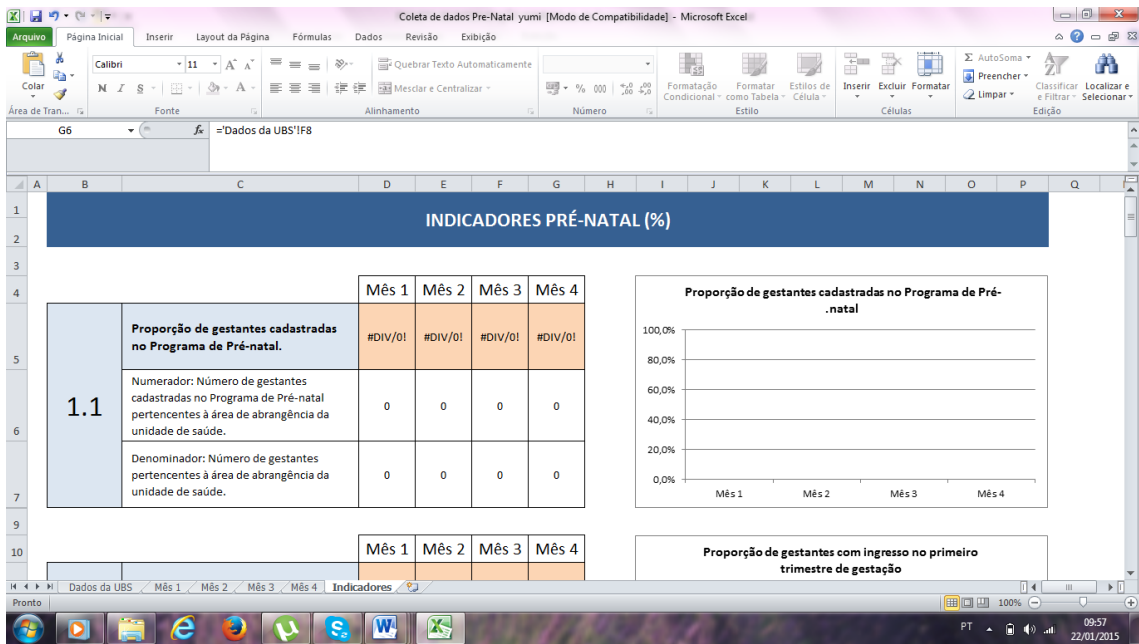 Coleta de dados Pre-Natal yumi [Modo de Compatibilidade] - Microsoft Excel
Arquivo Página Inicial Inserir Layout da Página Fórmulas Dados Revisão Exibição
Colar
Calibri 11
N I S
Quebrar Texto Automaticamente
Mesclar e Centralizar
% 000
Formatação Condicional
Formatar como Tabela
Estilos de Célula
Inserir Excluir Formatar
Σ AutoSoma
Preencher
Limpar
Classificar e Filtrar
Localizar e Selecionar
Área de Tran... Fonte Alinhamento Número Estilo Células Edição
G6 fx ='Dados da UBS'!F8
A B C D E F G H I J K L M N O P Q
1
2
INDICADORES PRÉ-NATAL (%)
3
4
Mês 1 Mês 2 Mês 3 Mês 4
5
1.1
Proporção de gestantes cadastradas
no Programa de Pré-natal.
#DIV/0! #DIV/0! #DIV/0! #DIV/0!
6
Numerador: Número de gestantes
cadastradas no Programa de Pré-natal
pertencentes à área de abrangência da
unidade de saúde.
0 0 0 0
7
Denominador: Número de gestantes
pertencentes à área de abrangência da
unidade de saúde.
0 0 0 0
Proporção de gestantes cadastradas no Programa de Pré-
.natal
100,0%
80,0%
60,0%
40,0%
20,0%
0,0%
Mês 1 Mês 2 Mês 3 Mês 4
9
10
Mês 1 Mês 2 Mês 3 Mês 4
Proporção de gestantes com ingresso no primeiro
trimestre de gestação
Dados da UBS Mês 1 Mês 2 Mês 3 Mês 4 Indicadores
Pronto
100%
PT
09:57
22/01/2015